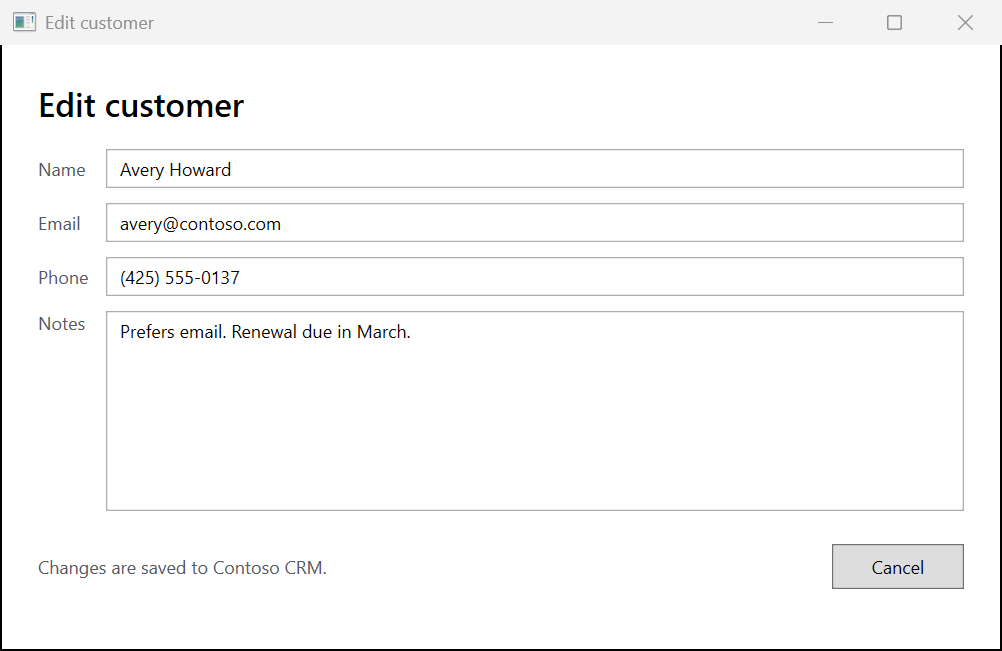 Edit customer
Edit customer
Name
Avery Howard
Email
avery@contoso.com
Phone
(425) 555-0137
Notes
Prefers email. Renewal due in March.
Changes are saved to Contoso CRM.
Cancel